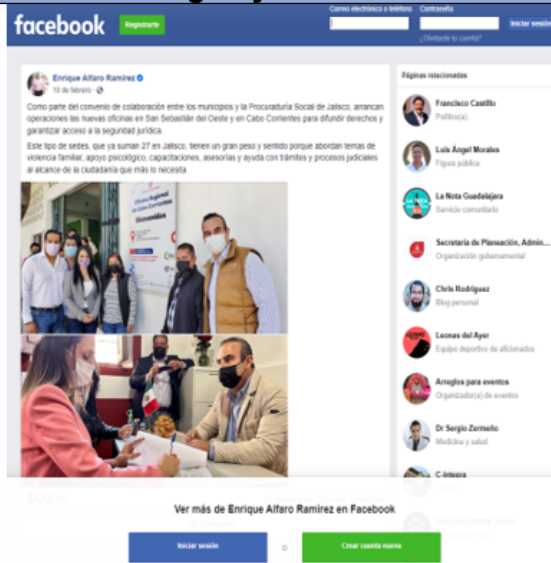 facebook
Registrarte
Correo electrónico o teléfono
Contraseña
Iniciar sesión
¿Olvidaste tu cuenta?
Enrique Alfaro Ramírez
18 de febrero
Como parte del convenio de colaboración entre los municipios y la Procuraduría Social de Jalisco, arrancan
operaciones las nuevas oficinas en San Sebastián del Oeste y en Cabo Corrientes para difundir derechos y
garantizar acceso a la seguridad jurídica.
Este tipo de sedes, que ya suman 27 en Jalisco, tienen un gran peso y sentido porque abordan temas de
violencia familiar, apoyo psicológico, capacitaciones, asesorías y ayuda con trámites y procesos judiciales
al alcance de la ciudadanía que más lo necesita.
Oficina Regional
de Cabo Corrientes
Bienvenidos
Páginas relacionadas
Francisco Castillo
Político(a)
Luis Ángel Morales
Figura pública
La Nota Guadalajara
Servicio comunitario
Secretaría de Planeación, Admin...
Organización gubernamental
Chris Rodríguez
Blog personal
Leonas del Ayer
Equipo deportivo de aficionados
Arreglos para eventos
Organizador(a) de eventos
Dr Sergio Zermeño
Medicina y salud
C-Integra
Ver más de Enrique Alfaro Ramírez en Facebook
Iniciar sesión
o
Crear cuenta nueva